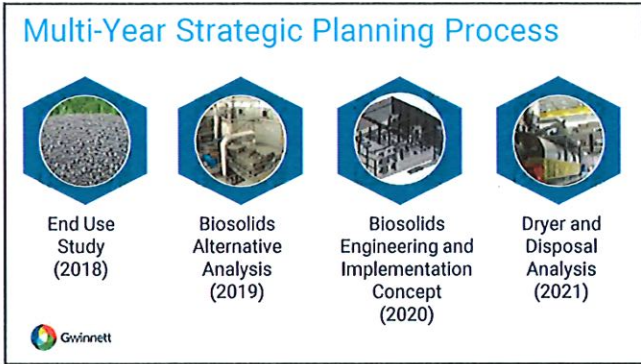 Multi-Year Strategic Planning Process
End Use
Study
(2018)
Biosolids
Alternative
Analysis
(2019)
Biosolids
Engineering and
Implementation
Concept
(2020)
Dryer and
Disposal
Analysis
(2021)
Gwinnett